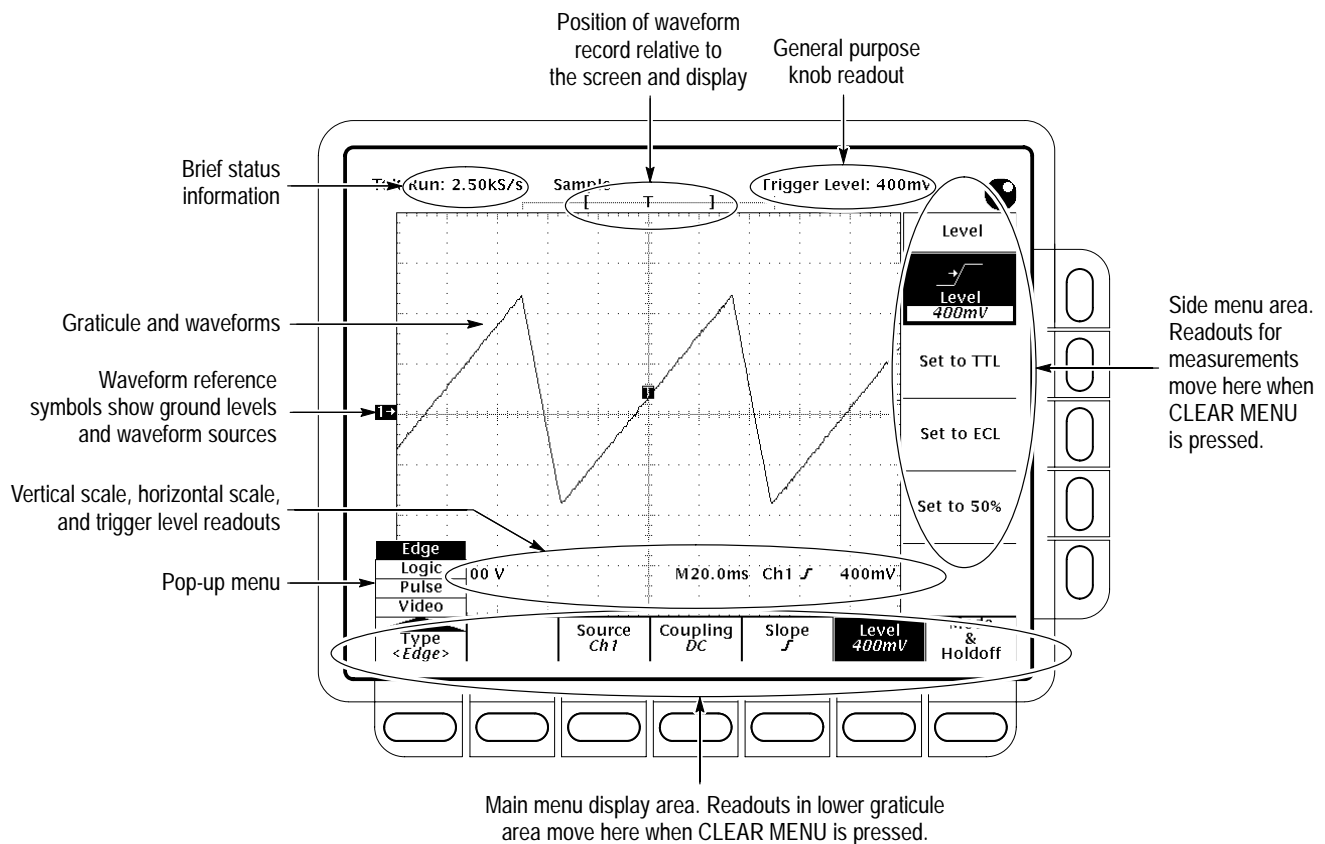 Position of waveform
record relative to
the screen and display
General purpose
knob readout
Brief status
information
Run: 2.50kS/s
Sample
Trigger Level: 400mV
[ T ]
Graticule and waveforms
Waveform reference
symbols show ground levels
and waveform sources
1→
Vertical scale, horizontal scale,
and trigger level readouts
Pop-up menu
Level
Level
400mV
Set to TTL
Set to ECL
Set to 50%
Side menu area.
Readouts for
measurements
move here when
CLEAR MENU
is pressed.
Edge
Logic
Pulse
Video
00 V
M20.0ms Ch1 400mV
Type
<Edge>
Source
Ch1
Coupling
DC
Slope
Level
400mV
Mode
&
Holdoff
Main menu display area. Readouts in lower graticule
area move here when CLEAR MENU is pressed.